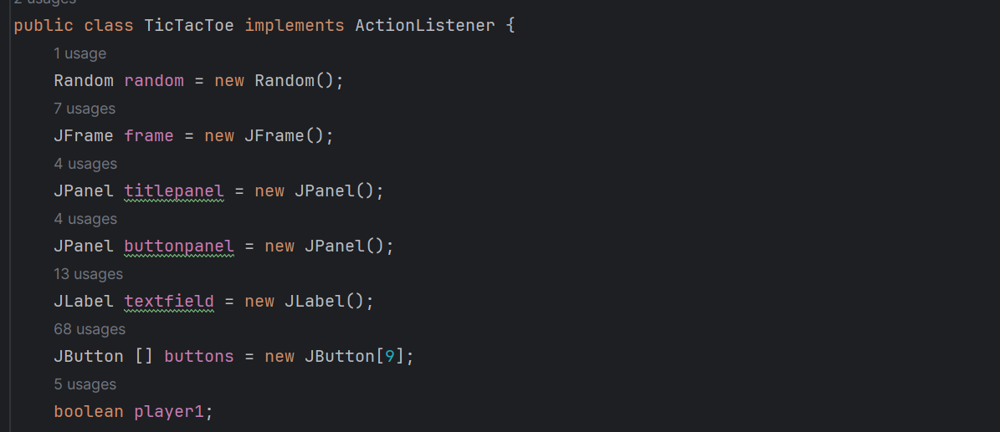 2 usages
public class TicTacToe implements ActionListener {
1 usage
Random random = new Random();
7 usages
JFrame frame = new JFrame();
4 usages
JPanel titlepanel = new JPanel();
4 usages
JPanel buttonpanel = new JPanel();
13 usages
JLabel textfield = new JLabel();
68 usages
JButton [] buttons = new JButton[9];
5 usages
boolean player1;